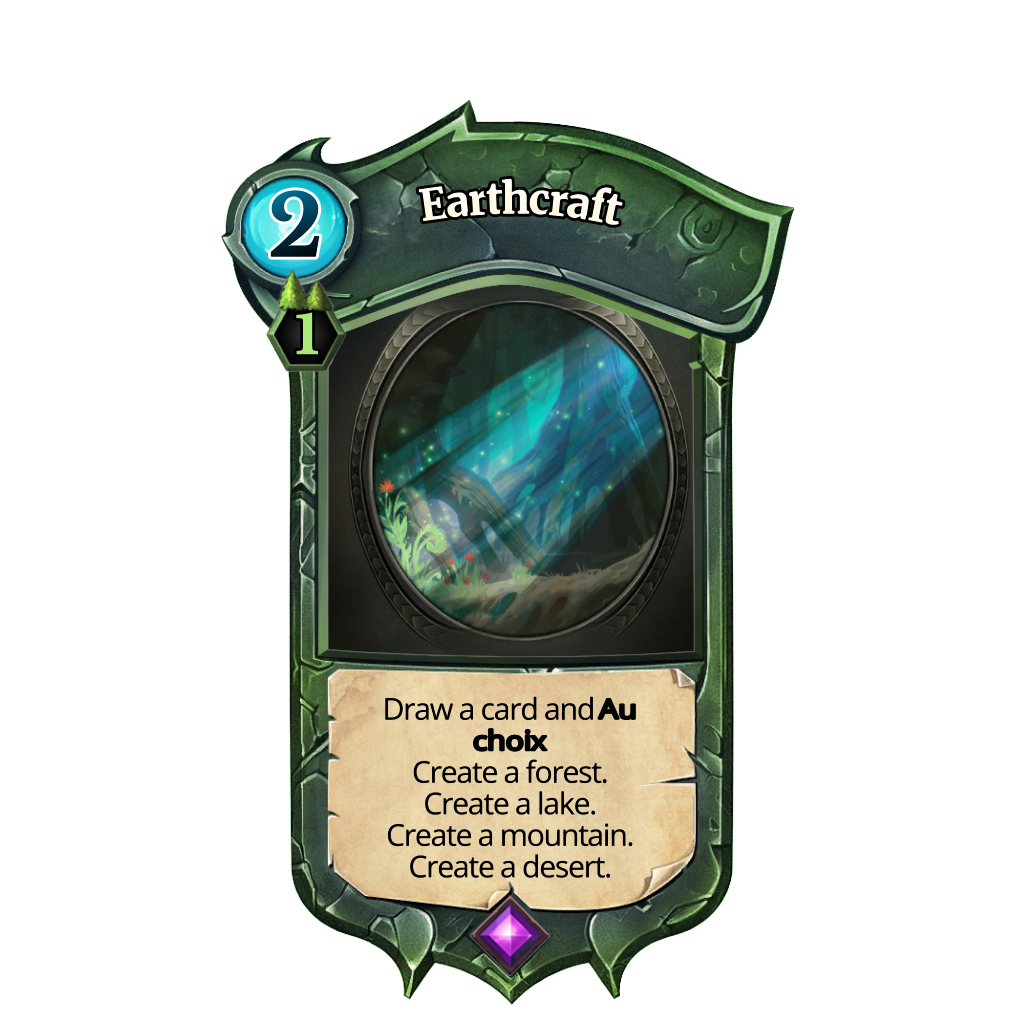 Earthcraft
2
1
Draw a card and Au
choix
Create a forest.
Create a lake.
Create a mountain.
Create a desert.